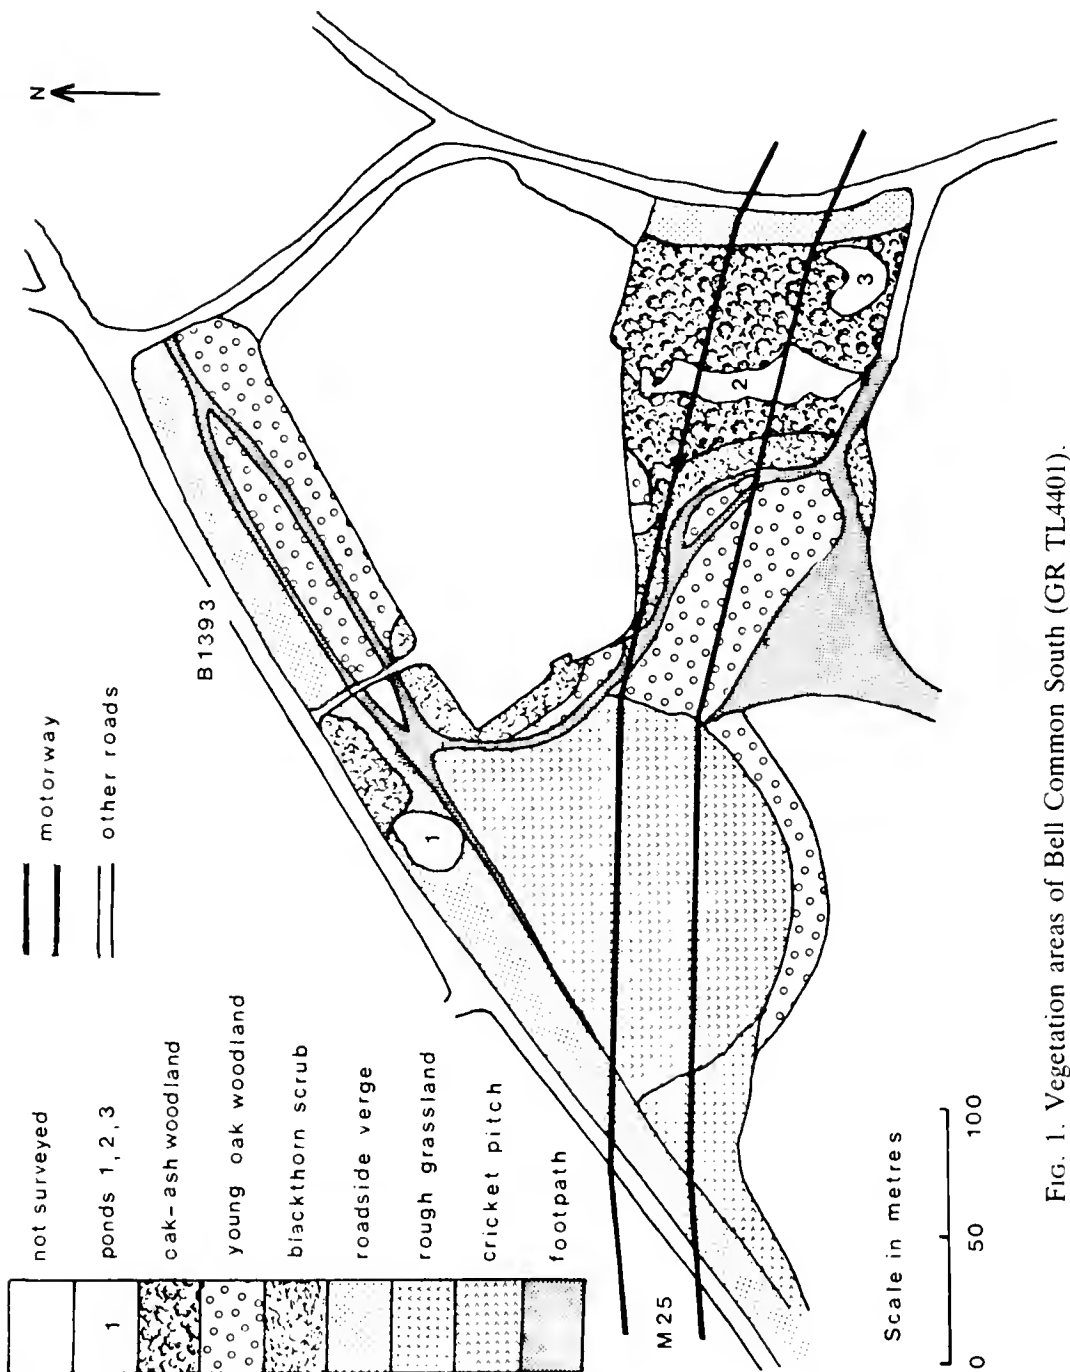 N
motorway
other roads
B1393
not surveyed
1
ponds 1,2,3
oak-ash woodland
young oak woodland
blackthorn scrub
roadside verge
rough grassland
cricket pitch
footpath
1
2
3
M25
Scale in metres
0 50 100
FIG. 1. Vegetation areas of Bell Common South (GR TL4401).